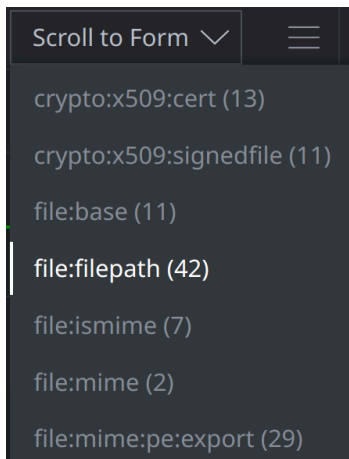 Scroll to Form
crypto:x509:cert (13)
crypto:x509:signedfile (11)
file:base (11)
file:filepath (42)
file:ismime (7)
file:mime (2)
file:mime:pe:export (29)